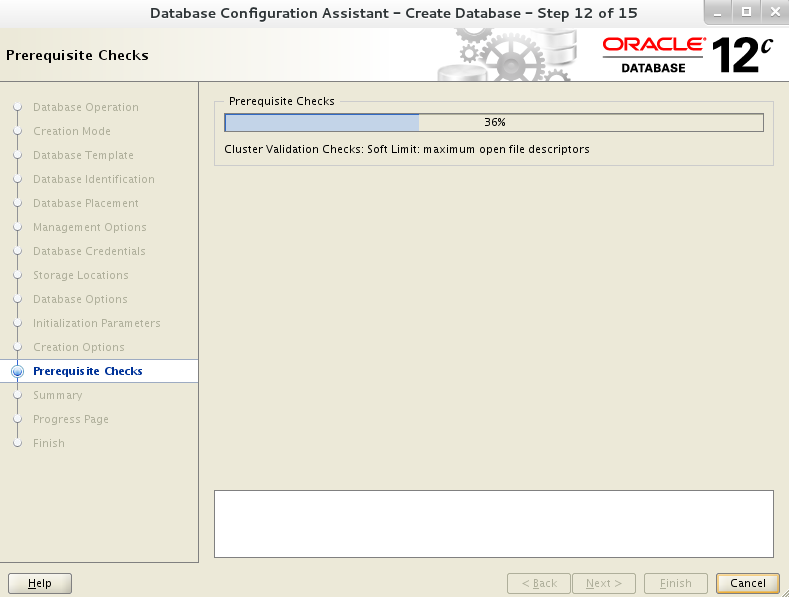 Database Configuration Assistant – Create Database – Step 12 of 15
Prerequisite Checks
ORACLE®
DATABASE
12c
Database Operation
Creation Mode
Database Template
Database Identification
Database Placement
Management Options
Database Credentials
Storage Locations
Database Options
Initialization Parameters
Creation Options
Prerequisite Checks
Summary
Progress Page
Finish
Prerequisite Checks
36%
Cluster Validation Checks: Soft Limit: maximum open file descriptors
Help
< Back
Next >
Finish
Cancel